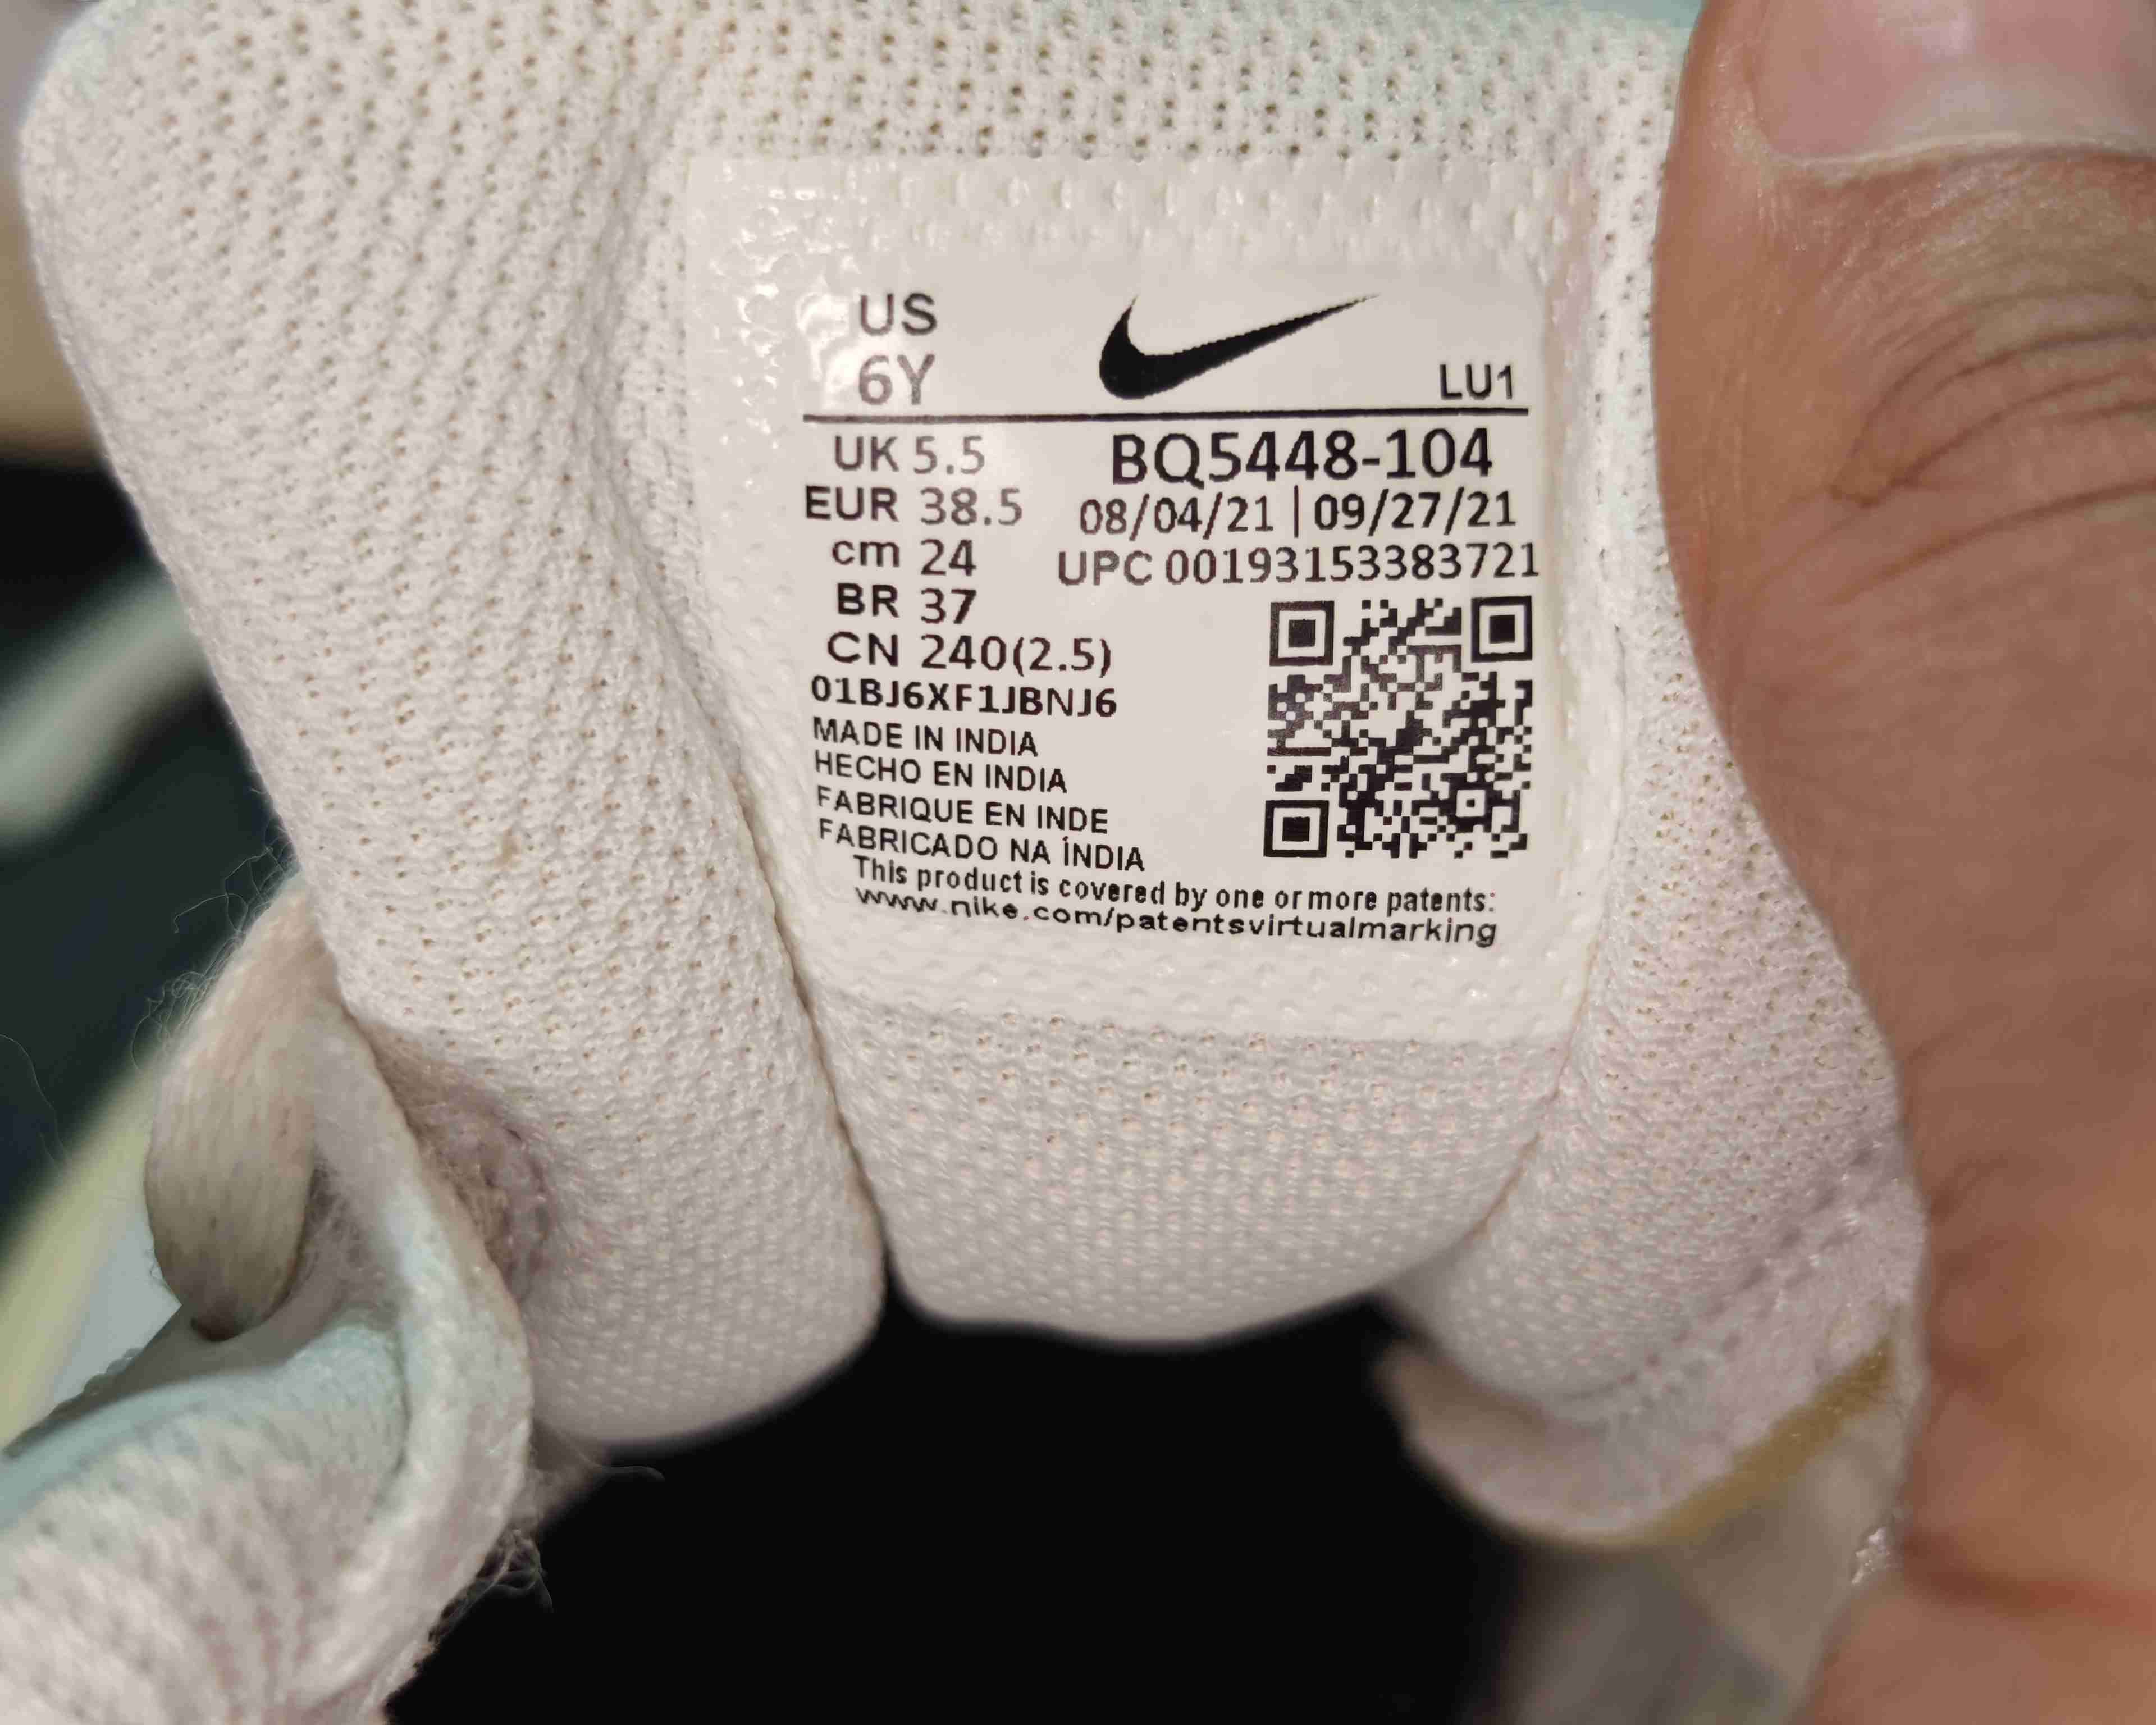 US
6Y
LU1
UK 5.5
BQ5448-104
EUR 38.5
08/04/21 | 09/27/21
cm 24
UPC 00193153383721
BR 37
CN 240(2.5)
01BJ6XF1JBNJ6
MADE IN INDIA
HECHO EN INDIA
FABRIQUE EN INDE
FABRICADO NA ÍNDIA
This product is covered by one or more patents:
www.nike.com/patentsvirtualmarking